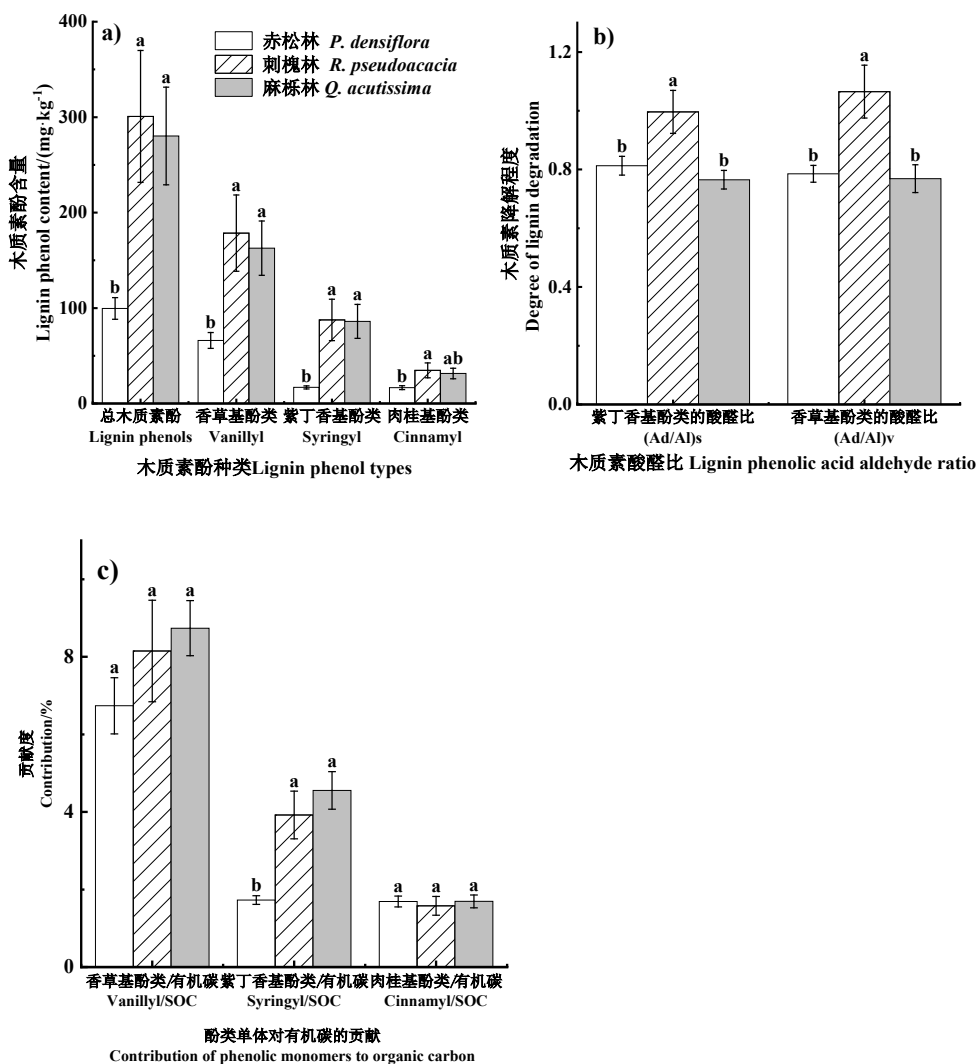 a)
赤松林 P. densiflora
刺槐林 R. pseudoacacia
麻栎林 Q. acutissima
木质素酚含量
Lignin phenol content/(mg·kg⁻¹)
400
300
200
100
0
b a a
b a a
b a a
b a ab
总木质素酚 香草基酚类 紫丁香基酚类 肉桂基酚类
Lignin phenols Vanillyl Syringyl Cinnamyl
木质素酚种类Lignin phenol types
b)
木质素降解程度
Degree of lignin degradation
1.2
0.8
0.4
0.0
b a b
b a b
紫丁香基酚类的酸醛比 香草基酚类的酸醛比
(Ad/Al)s (Ad/Al)v
木质素酸醛比 Lignin phenolic acid aldehyde ratio
c)
贡献度
Contribution/%
8
4
0
a a a
b a a
a a a
香草基酚类/有机碳 紫丁香基酚类/有机碳 肉桂基酚类/有机碳
Vanillyl/SOC Syringyl/SOC Cinnamyl/SOC
酚类单体对有机碳的贡献
Contribution of phenolic monomers to organic carbon